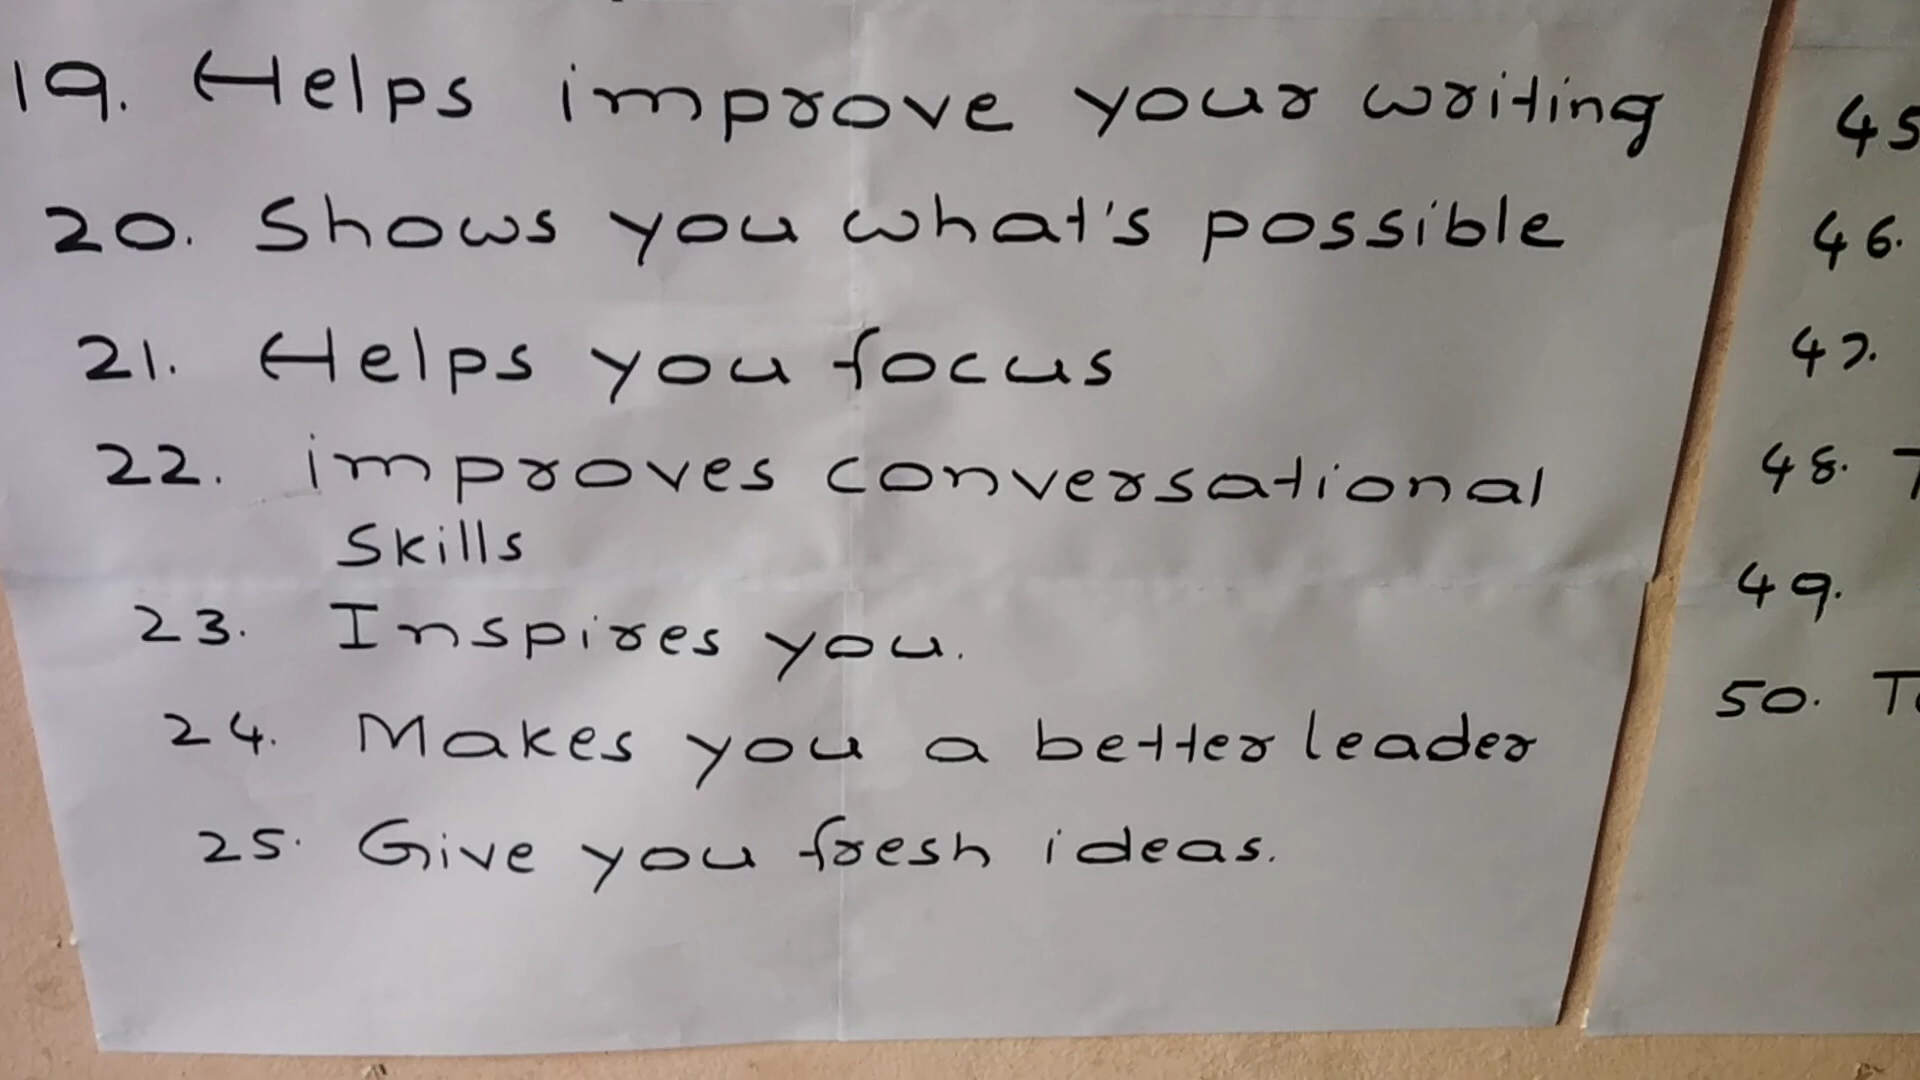 19. Helps improve your writing
20. Shows you what's possible
21. Helps you focus
22. improves conversational
Skills
23. Inspires you.
24. Makes you a better leader
25. Give you fresh ideas.
45
46.
47.
48.
49.
50.